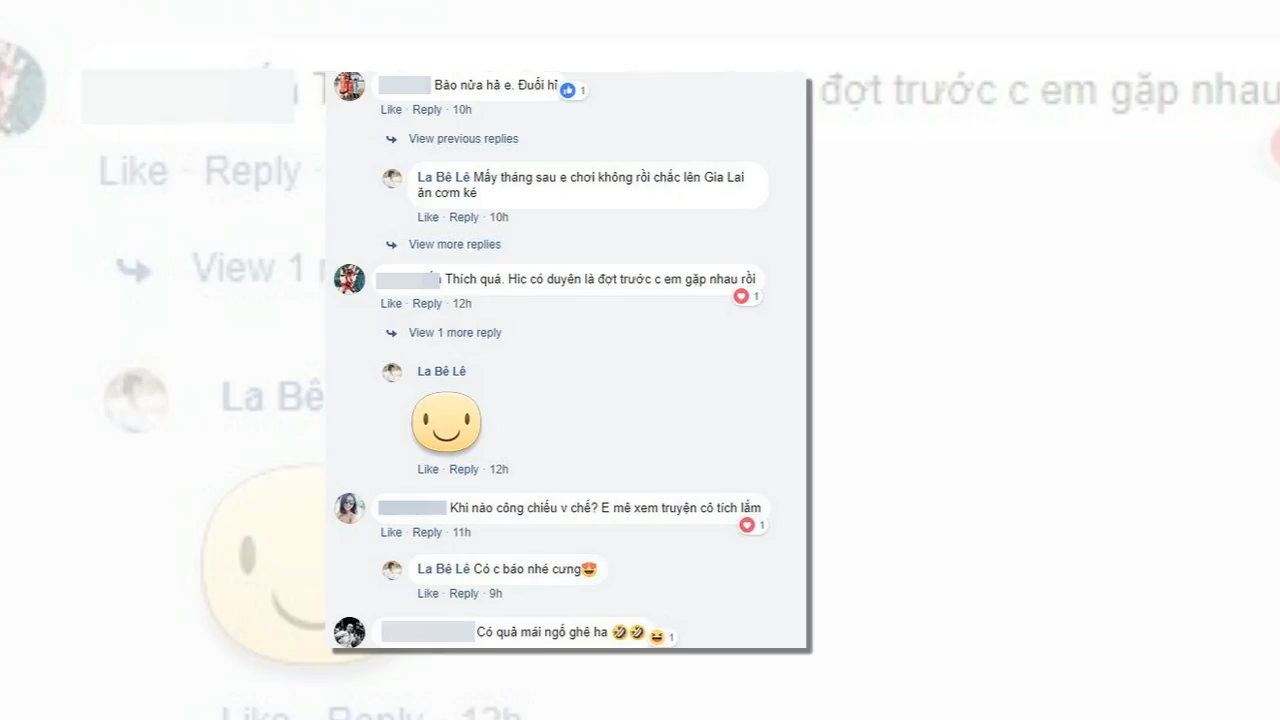 Bào nửa hả e. Đuối hỉ
1
Like · Reply · 10h
View previous replies
La Bê Lê Mấy tháng sau e chơi không rồi chắc lên Gia Lai
ăn cơm ké
Like · Reply · 10h
View more replies
Thích quá. Hic có duyên là đợt trước c em gặp nhau rồi
1
Like · Reply · 12h
View 1 more reply
La Bê Lê
Like · Reply · 12h
Khi nào công chiếu v chế? E mê xem truyện cô tích lắm
1
Like · Reply · 11h
La Bê Lê Có c báo nhé cưng
Like · Reply · 9h
Có quả mái ngố ghê ha
1
T
đợt trước c em gặp nhau
Like · Reply ·
View 1
La Bê
Like · Reply · 12h